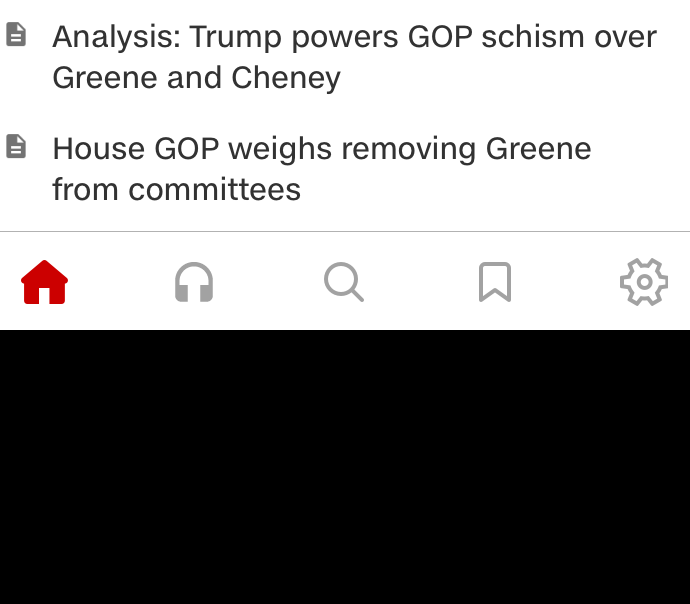 Analysis: Trump powers GOP schism over
Greene and Cheney
House GOP weighs removing Greene
from committees